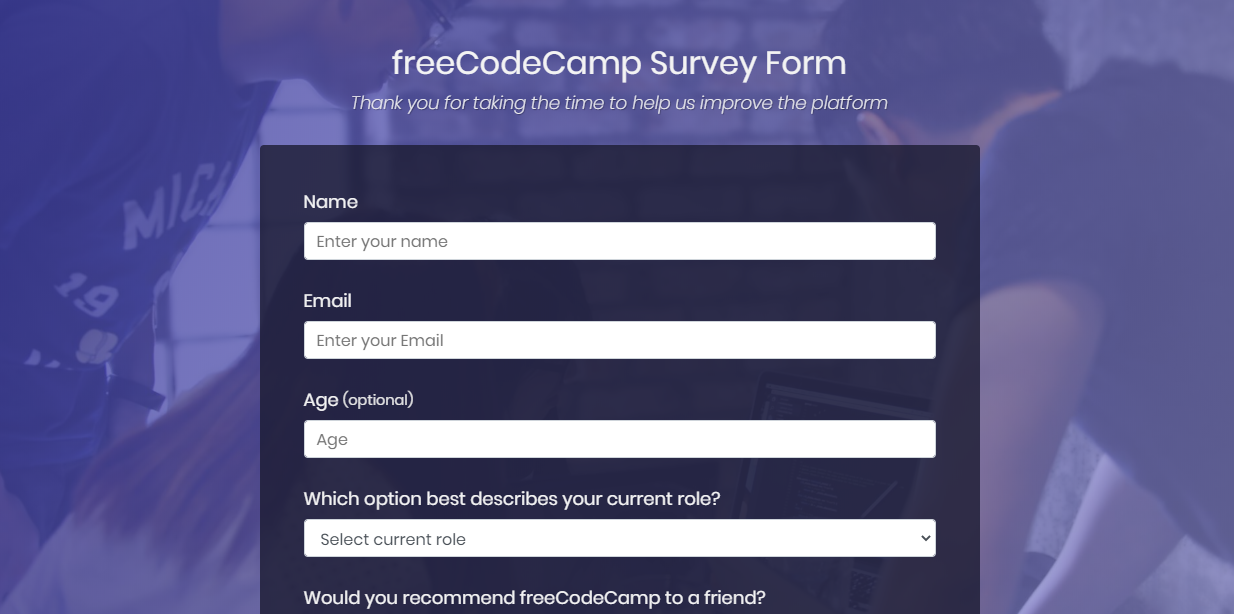 freeCodeCamp Survey Form
Thank you for taking the time to help us improve the platform
Name
Enter your name
Email
Enter your Email
Age (optional)
Age
Which option best describes your current role?
Select current role
Would you recommend freeCodeCamp to a friend?
MICA
19